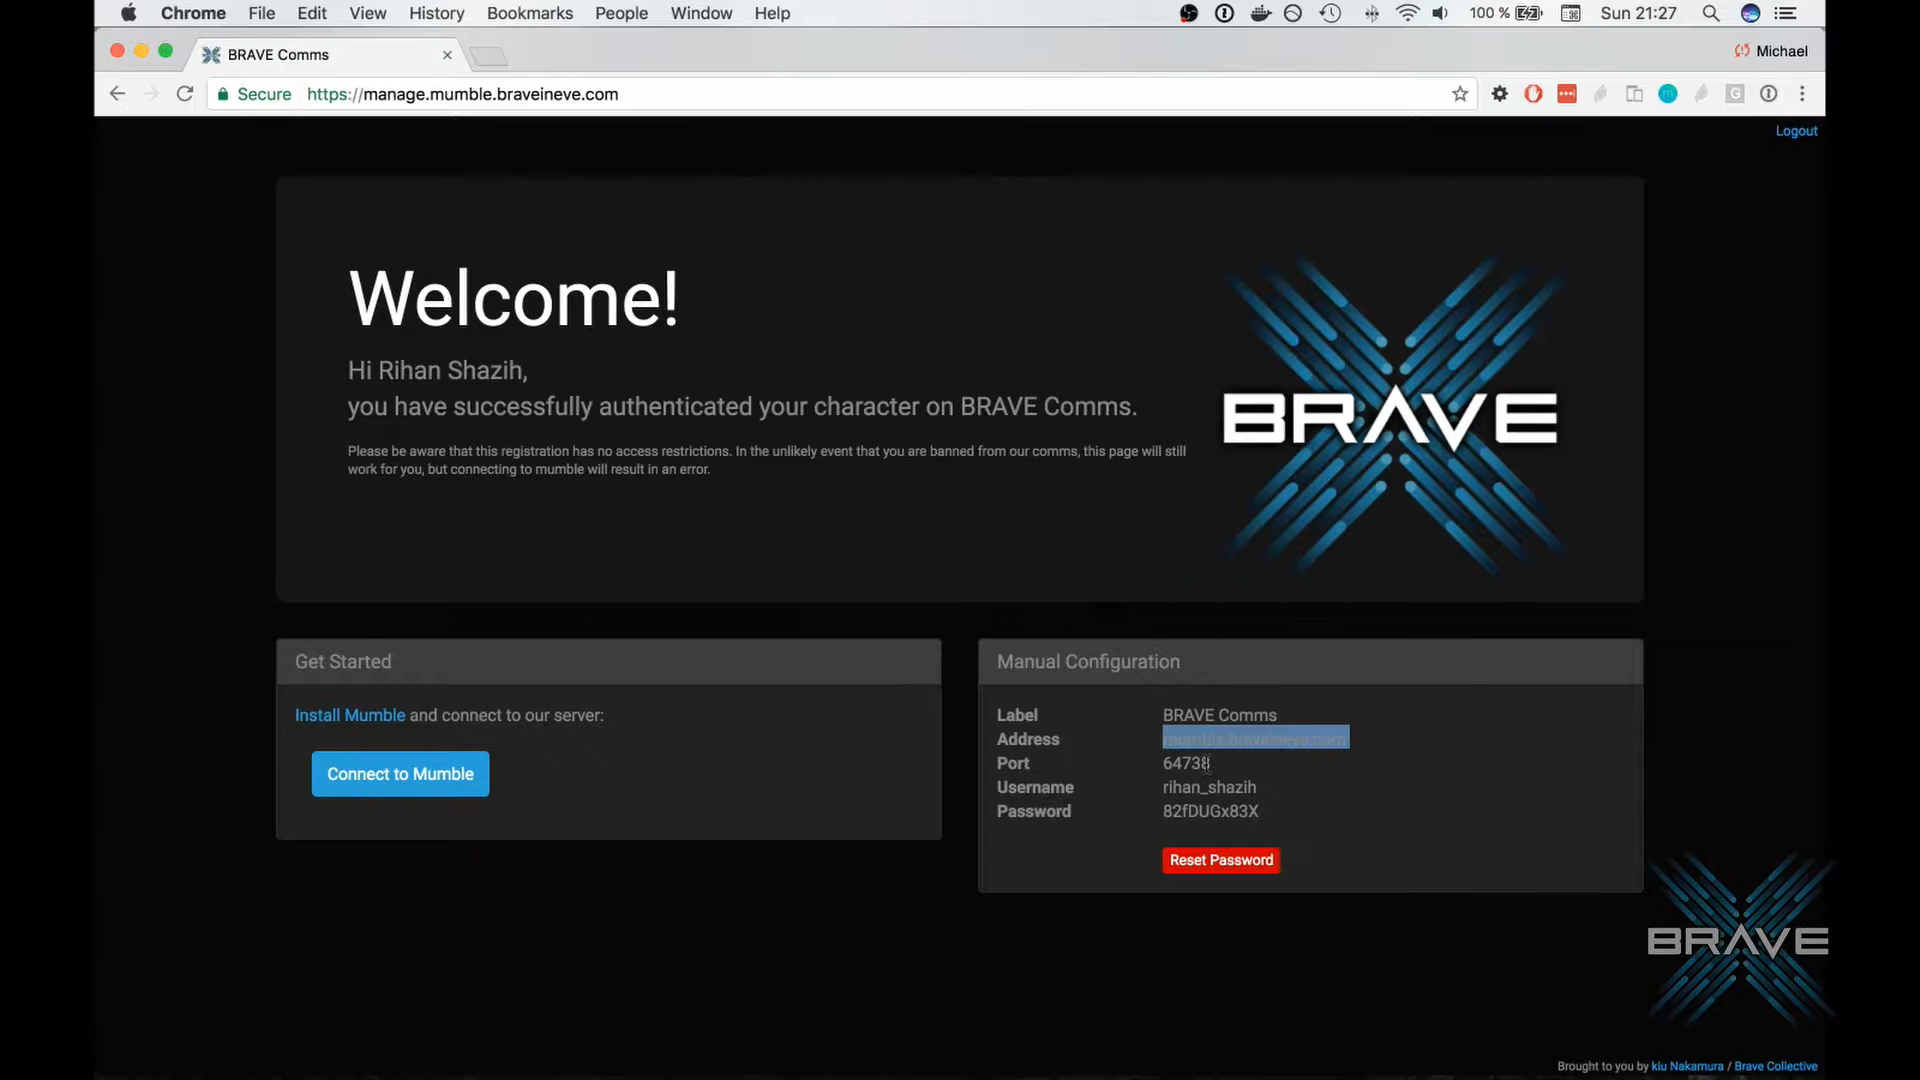 Chrome File Edit View History Bookmarks People Window Help 100 % Sun 21:27
BRAVE Comms Michael
Secure https://manage.mumble.braveineve.com
Logout
Welcome!
Hi Rihan Shazih,
you have successfully authenticated your character on BRAVE Comms.
Please be aware that this registration has no access restrictions. In the unlikely event that you are banned from our comms, this page will still
work for you, but connecting to mumble will result in an error.
BRAVE
Get Started
Install Mumble and connect to our server:
Connect to Mumble
Manual Configuration
Label BRAVE Comms
Address mumble.braveineve.com
Port 64738
Username rihan_shazih
Password 82fDUGx83X
Reset Password
BRAVE
Brought to you by kiu Nakamura / Brave Collective